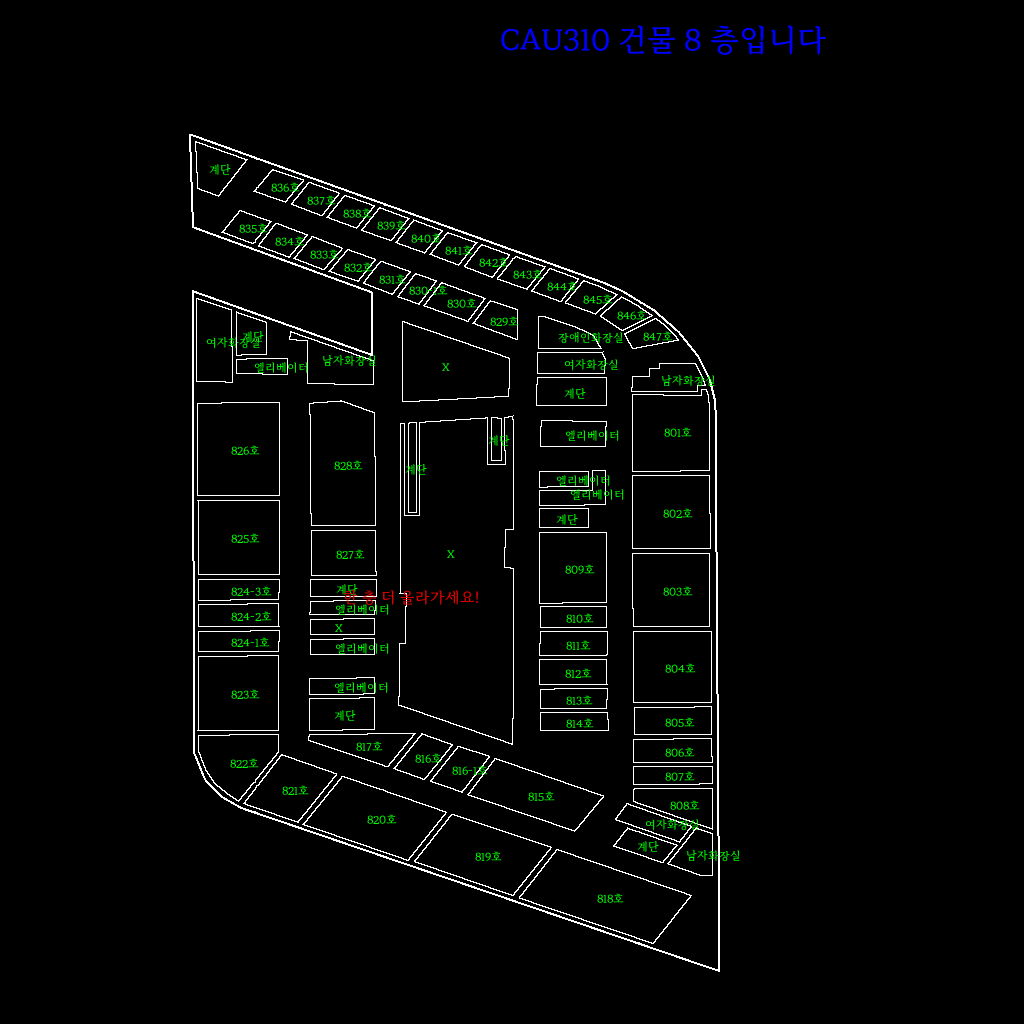 CAU310 건물 8 층입니다
계단
836호
837호
838호
839호
840호
841호
842호
843호
844호
845호
846호
847호
835호
834호
833호
832호
831호
830-1호
830호
829호
여자화장실
계단
엘리베이터
남자화장실
X
장애인화장실
여자화장실
계단
남자화장실
826호
828호
계단
계단
엘리베이터
801호
엘리베이터
엘리베이터
계단
802호
825호
827호
X
809호
803호
824-3호
계단
층 더 올라가세요!
엘리베이터
824-2호
X
810호
824-1호
엘리베이터
811호
804호
812호
823호
엘리베이터
813호
계단
814호
805호
822호
817호
816호
816-1호
806호
807호
821호
815호
808호
820호
여자화장실
계단
819호
남자화장실
818호